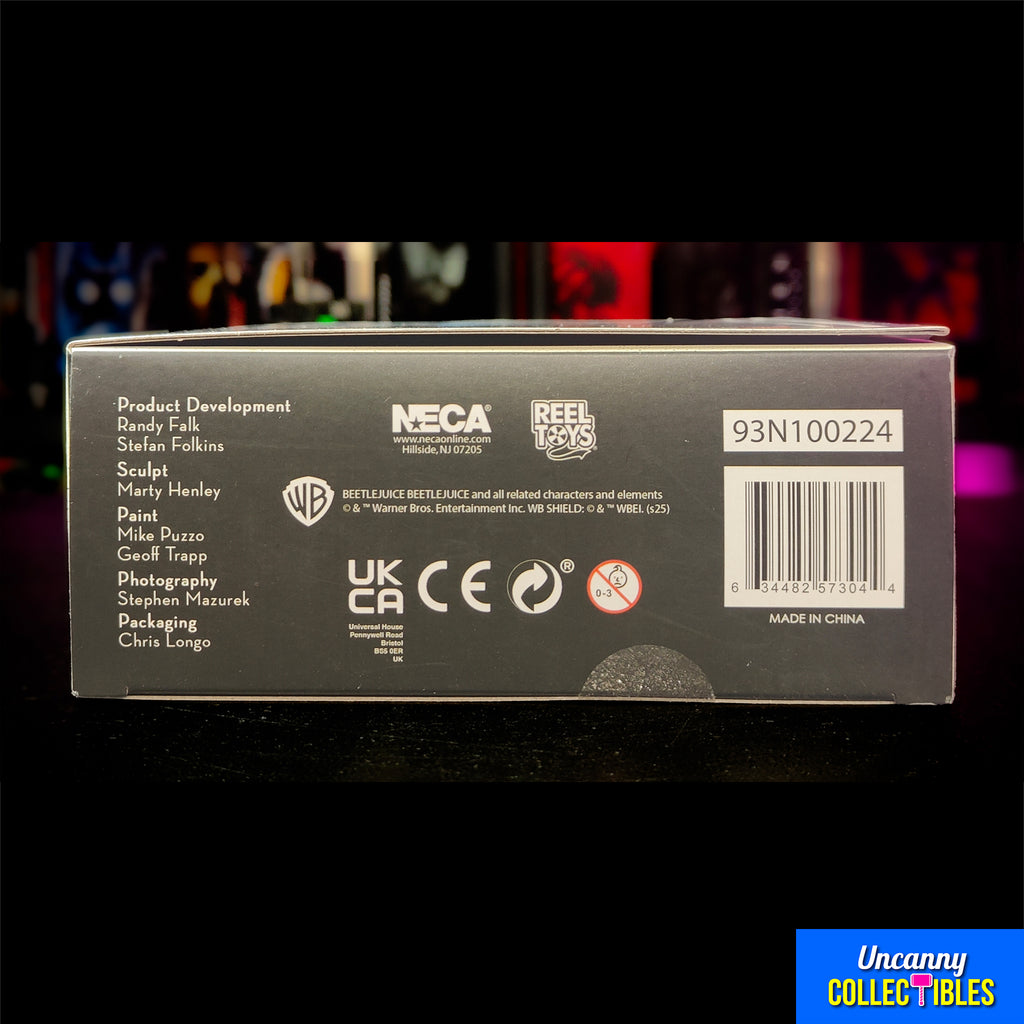 Product Development
Randy Falk
Stefan Folkins
Sculpt
Marty Henley
Paint
Mike Puzzo
Geoff Trapp
Photography
Stephen Mazurek
Packaging
Chris Longo
NECA®
www.necaonline.com
Hillside, NJ 07205
REEL
TOYS®
WB
BEETLEJUICE BEETLEJUICE and all related characters and elements
© & ™ Warner Bros. Entertainment Inc. WB SHIELD: © & ™ WBEI. (s25)
UK
CA
CE
®
0-3
Universal House
Pennywell Road
Bristol
BS5 0ER
UK
93N100224
6 34482 57304 4
MADE IN CHINA
Uncanny
COLLECTIBLES